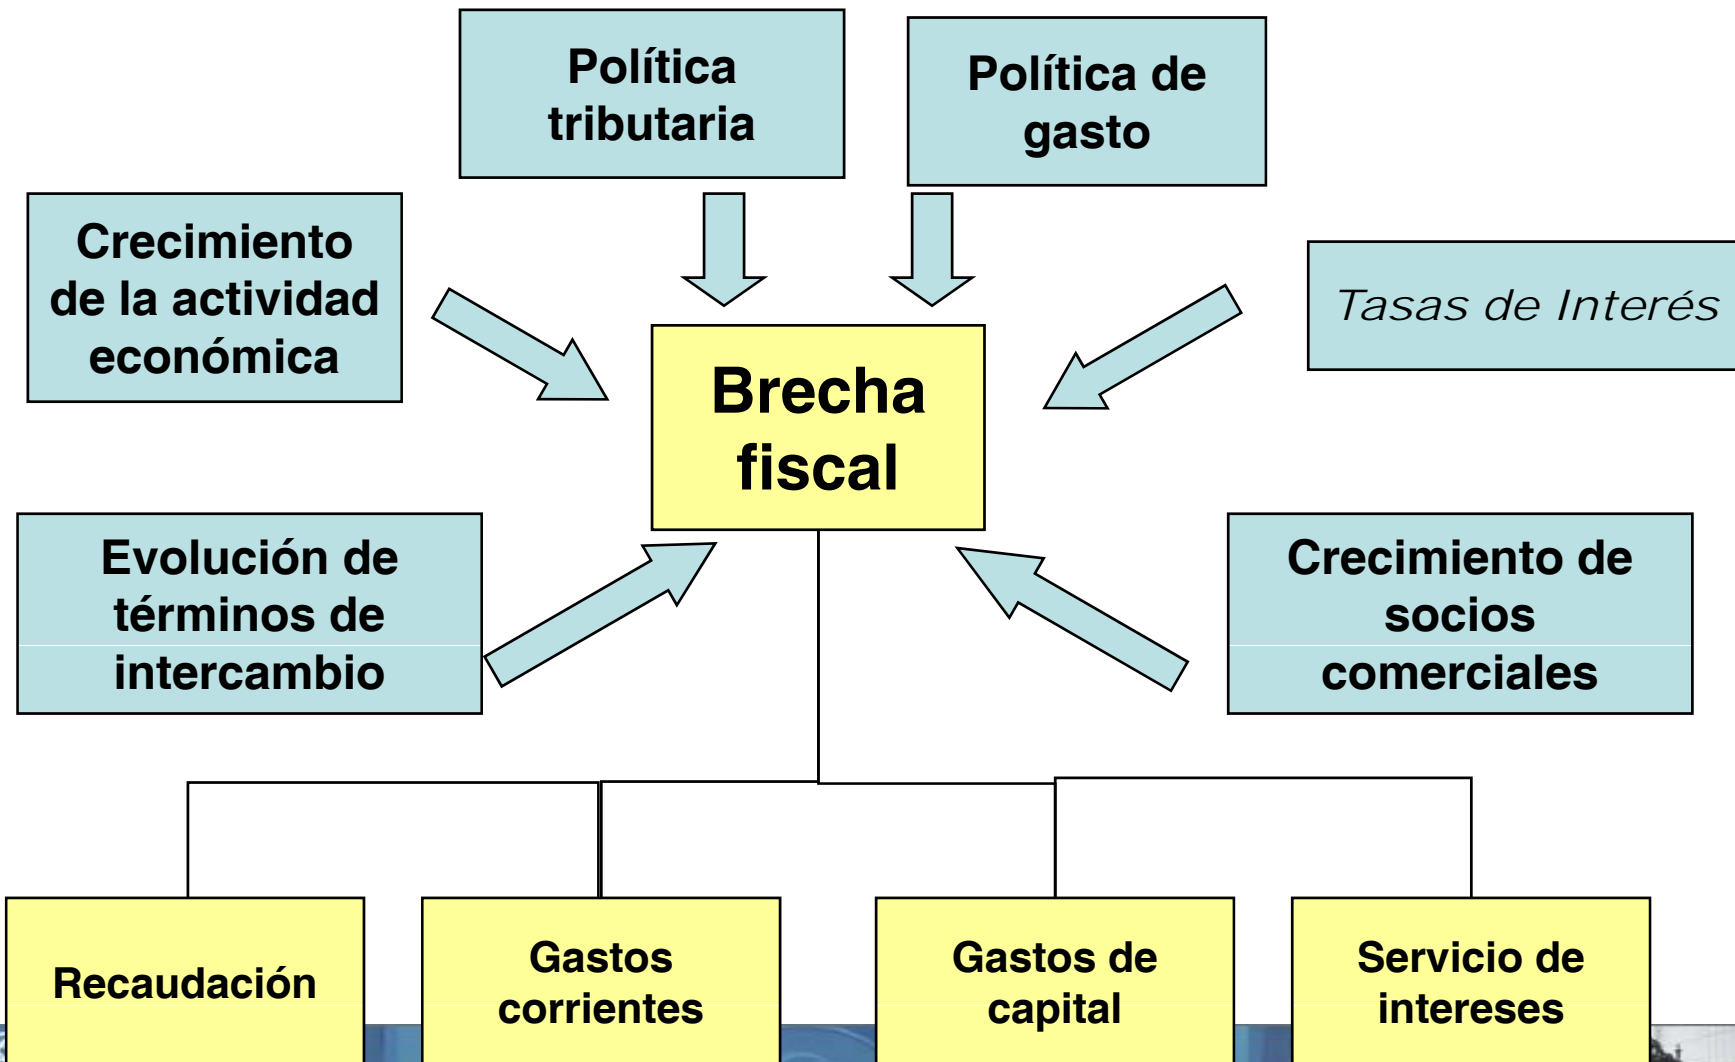 Política
tributaria
Política de
gasto
Crecimiento
de la actividad
económica
Tasas de Interés
Brecha
fiscal
Evolución de
términos de
intercambio
Crecimiento de
socios
comerciales
Recaudación
Gastos
corrientes
Gastos de
capital
Servicio de
intereses